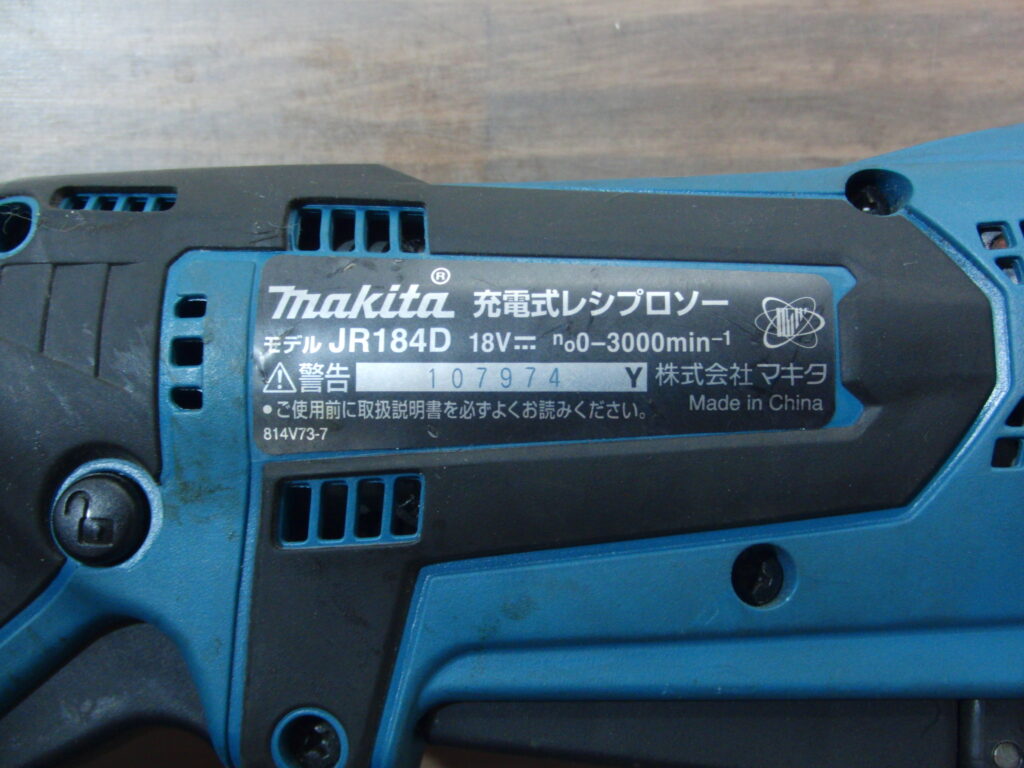 makita® 充電式レシプロソー
モデル JR184D 18V⎓ n₀0-3000min⁻¹
⚠警告 107974 Y 株式会社マキタ
●ご使用前に取扱説明書を必ずよくお読みください。 Made in China
814V73-7